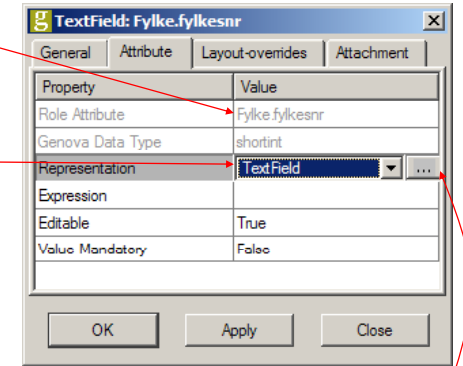 g TextField: Fylke.fylkesnr
General Attribute Layout-overrides Attachment
Property Value
Role Attribute Fylke.fylkesnr
Genova Data Type shortint
Representation TextField ...
Expression
Editable True
Value Mandatory False
OK Apply Close